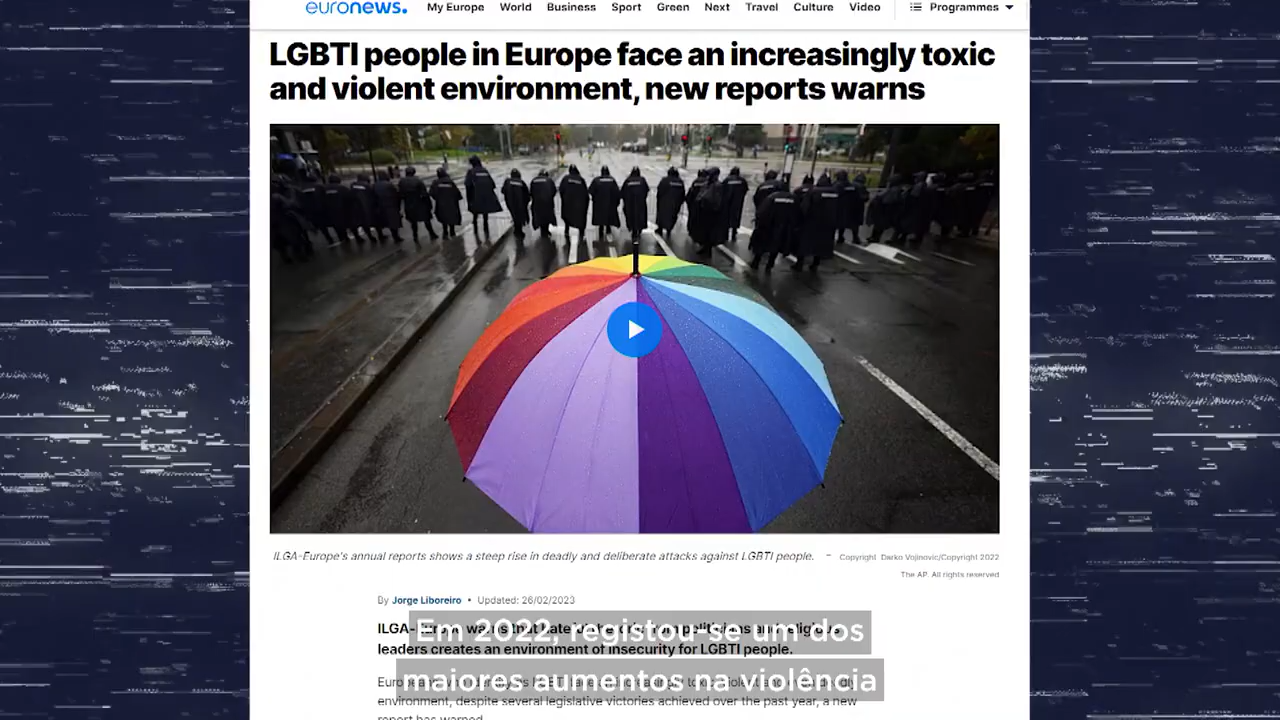 euronews.
My Europe World Business Sport Green Next Travel Culture Video Programmes
LGBTI people in Europe face an increasingly toxic
and violent environment, new reports warns
ILGA-Europe's annual reports shows a steep rise in deadly and deliberate attacks against LGBTI people. - Copyright Darko Vojinovic/Copyright 2022
The AP. All rights reserved
By Jorge Liboreiro • Updated: 26/02/2023
Em 2022, registou-se um dos
leaders creates an environment of insecurity for LGBTI people.
maiores aumentos na violência
environment, despite several legislative victories achieved over the past year, a new
report has warned